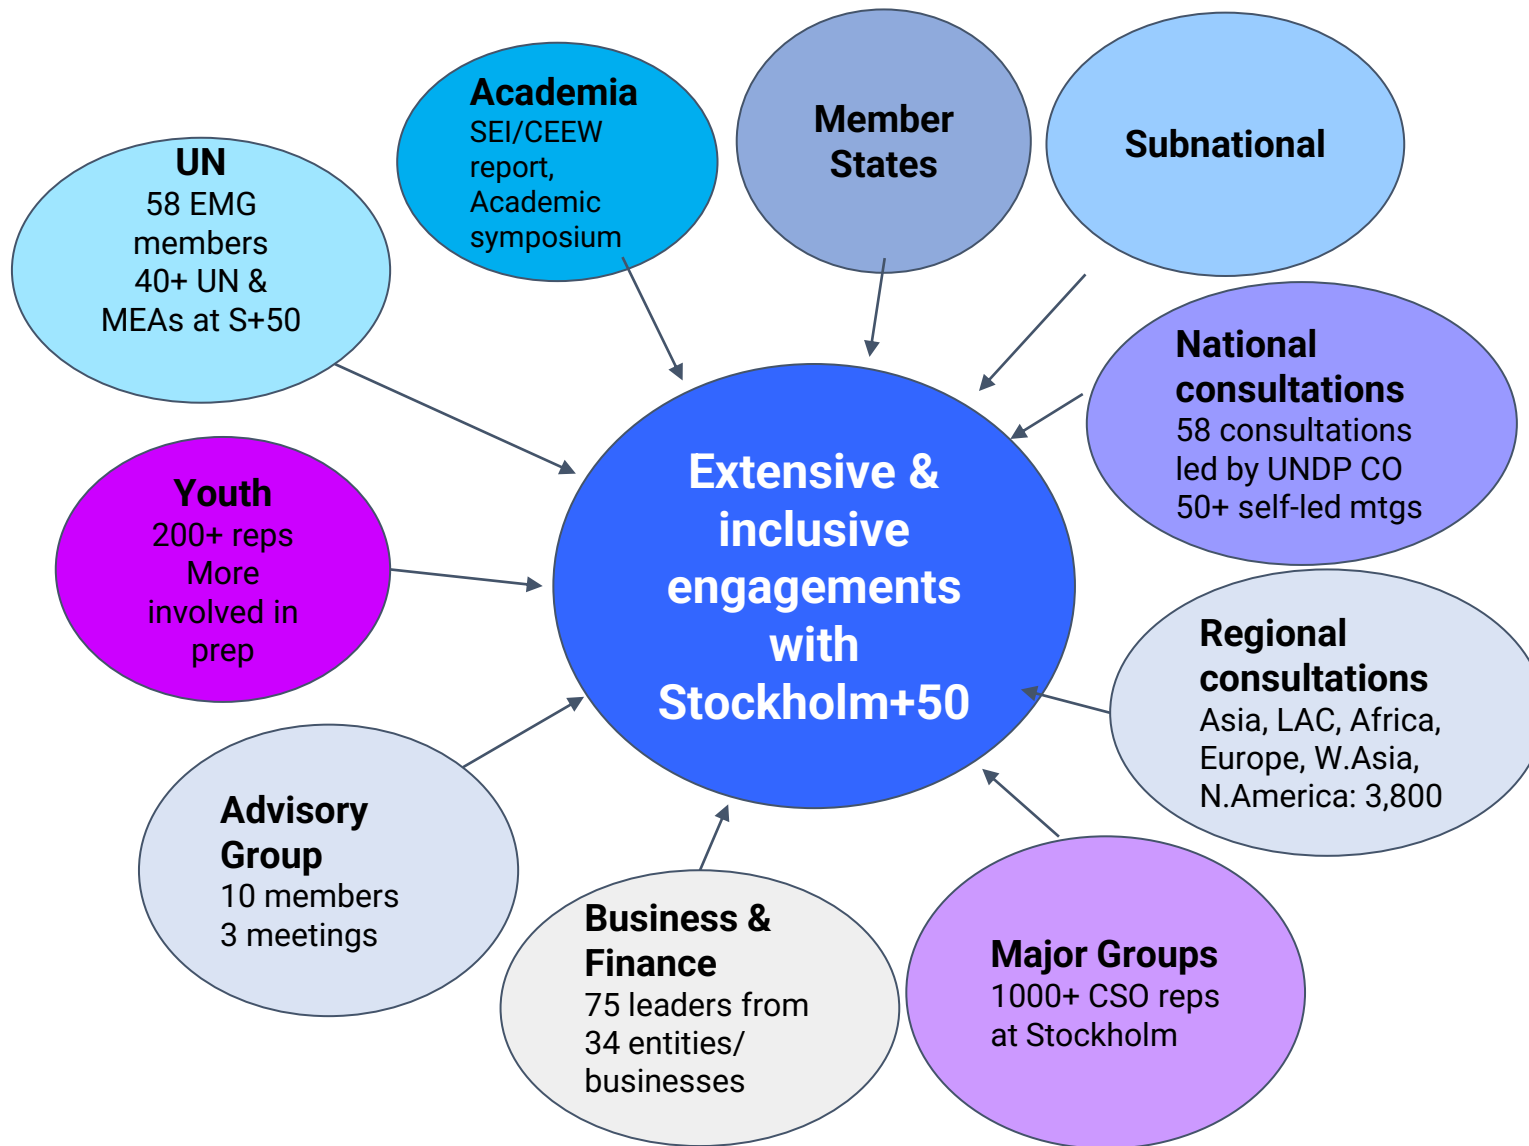 Academia
SEI/CEEW
report,
Academic
symposium
Member
States
Subnational
UN
58 EMG
members
40+ UN &
MEAs at S+50
National
consultations
58 consultations
led by UNDP CO
50+ self-led mtgs
Extensive &
inclusive
engagements
with
Stockholm+50
Youth
200+ reps
More
involved in
prep
Regional
consultations
Asia, LAC, Africa,
Europe, W.Asia,
N.America: 3,800
Advisory
Group
10 members
3 meetings
Business &
Finance
75 leaders from
34 entities/
businesses
Major Groups
1000+ CSO reps
at Stockholm